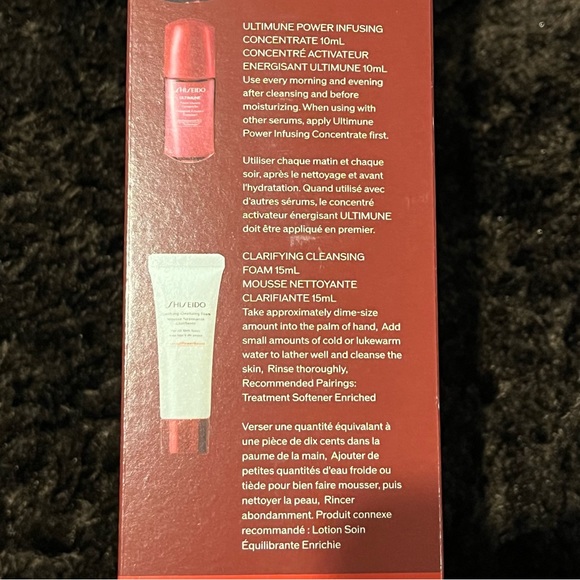 ULTIMUNE POWER INFUSING
CONCENTRATE 10mL
CONCENTRÉ ACTIVATEUR
ENERGISANT ULTIMUNE 10mL
Use every morning and evening
after cleansing and before
moisturizing. When using with
other serums, apply Ultimune
Power Infusing Concentrate first.
Utiliser chaque matin et chaque
soir, après le nettoyage et avant
l'hydratation. Quand utilisé avec
d'autres sérums, le concentré
activateur énergisant ULTIMUNE
doit être appliqué en premier.
SHISEIDO
ULTIMUNE
CLARIFYING CLEANSING
FOAM 15mL
MOUSSE NETTOYANTE
CLARIFIANTE 15mL
Take approximately dime-size
amount into the palm of hand, Add
small amounts of cold or lukewarm
water to lather well and cleanse the
skin, Rinse thoroughly,
Recommended Pairings:
Treatment Softener Enriched
Verser une quantité équivalant à
une pièce de dix cents dans la
paume de la main, Ajouter de
petites quantités d'eau froide ou
tiède pour bien faire mousser, puis
nettoyer la peau, Rincer
abondamment. Produit connexe
recommandé : Lotion Soin
Équilibrante Enrichie
SHISEIDO
Clarifying Cleansing Foam